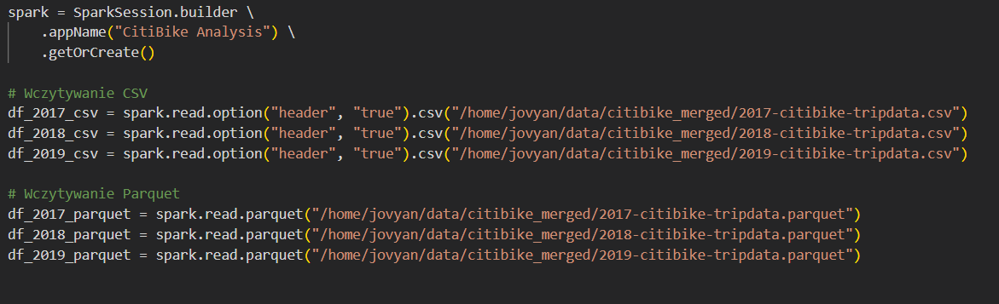 spark = SparkSession.builder \
    .appName("CitiBike Analysis") \
    .getOrCreate()
# Wczytywanie CSV
df_2017_csv = spark.read.option("header", "true").csv("/home/jovyan/data/citibike_merged/2017-citibike-tripdata.csv")
df_2018_csv = spark.read.option("header", "true").csv("/home/jovyan/data/citibike_merged/2018-citibike-tripdata.csv")
df_2019_csv = spark.read.option("header", "true").csv("/home/jovyan/data/citibike_merged/2019-citibike-tripdata.csv")
# Wczytywanie Parquet
df_2017_parquet = spark.read.parquet("/home/jovyan/data/citibike_merged/2017-citibike-tripdata.parquet")
df_2018_parquet = spark.read.parquet("/home/jovyan/data/citibike_merged/2018-citibike-tripdata.parquet")
df_2019_parquet = spark.read.parquet("/home/jovyan/data/citibike_merged/2019-citibike-tripdata.parquet")